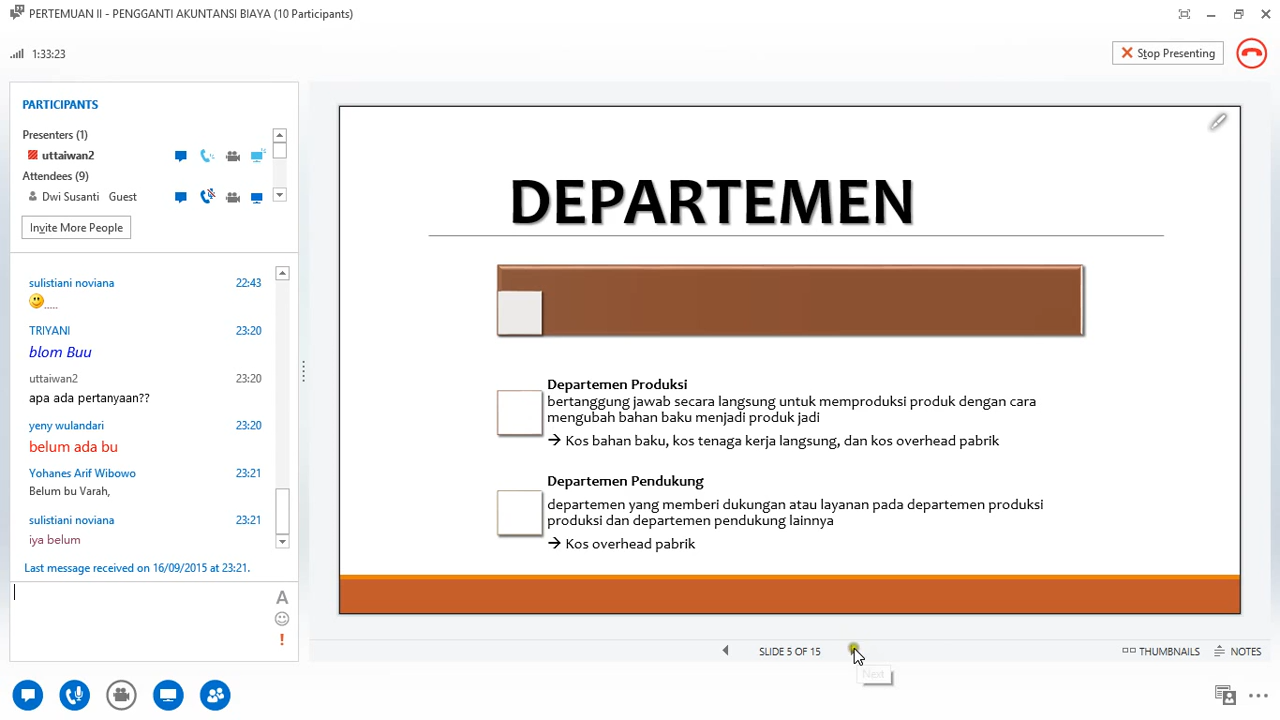 PERTEMUAN II - PENGGANTI AKUNTANSI BIAYA (10 Participants)
1:33:23
Stop Presenting
PARTICIPANTS
Presenters (1)
uttaiwan2
Attendees (9)
Dwi Susanti Guest
Invite More People
sulistiani noviana 22:43
.....
TRIYANI 23:20
blom Buu
uttaiwan2 23:20
apa ada pertanyaan??
yeny wulandari 23:20
belum ada bu
Yohanes Arif Wibowo 23:21
Belum bu Varah,
sulistiani noviana 23:21
iya belum
Last message received on 16/09/2015 at 23:21.
A
!
DEPARTEMEN
Departemen Produksi
bertanggung jawab secara langsung untuk memproduksi produk dengan cara
mengubah bahan baku menjadi produk jadi
→ Kos bahan baku, kos tenaga kerja langsung, dan kos overhead pabrik
Departemen Pendukung
departemen yang memberi dukungan atau layanan pada departemen produksi
produksi dan departemen pendukung lainnya
→ Kos overhead pabrik
SLIDE 5 OF 15
Next
THUMBNAILS
NOTES